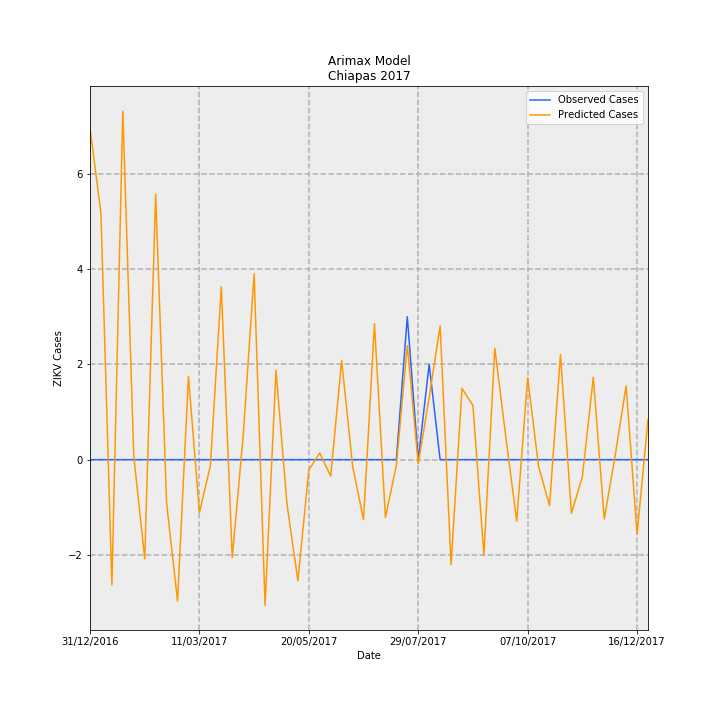 Arimax Model
Chiapas 2017
Observed Cases
Predicted Cases
6
4
2
0
−2
ZIKV Cases
31/12/2016
11/03/2017
20/05/2017
29/07/2017
07/10/2017
16/12/2017
Date